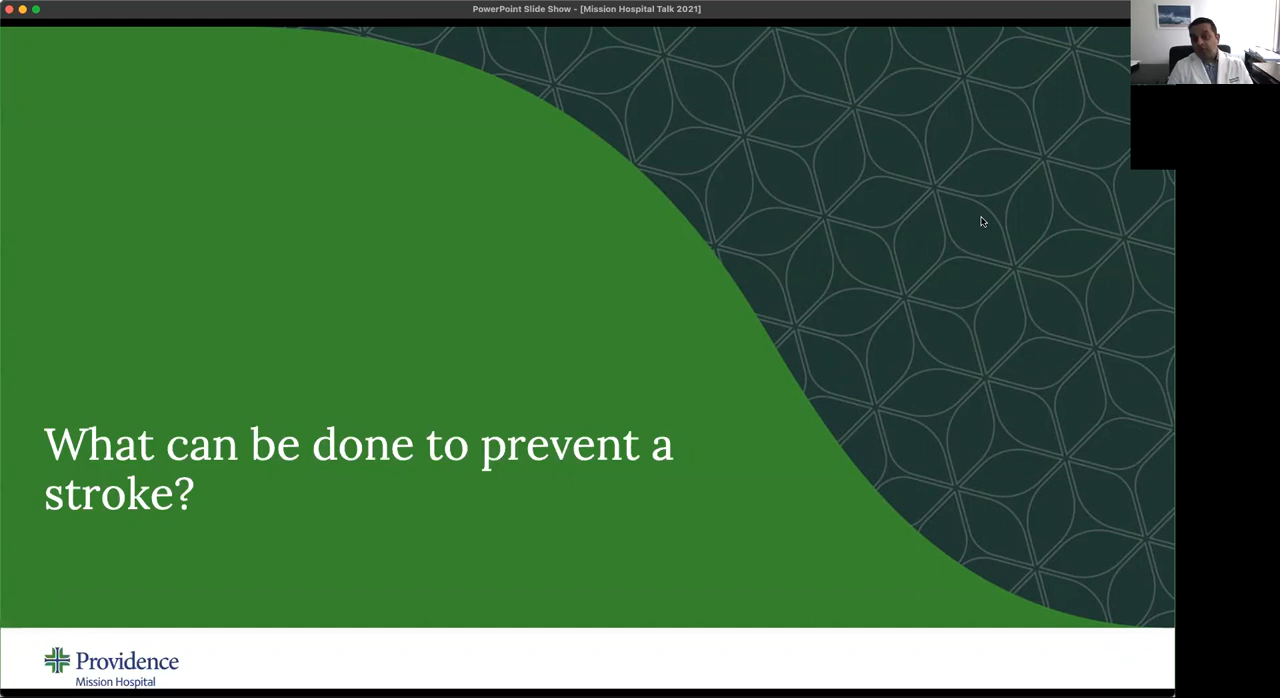 PowerPoint Slide Show - [Mission Hospital Talk 2021]
What can be done to prevent a
stroke?
Providence
Mission Hospital